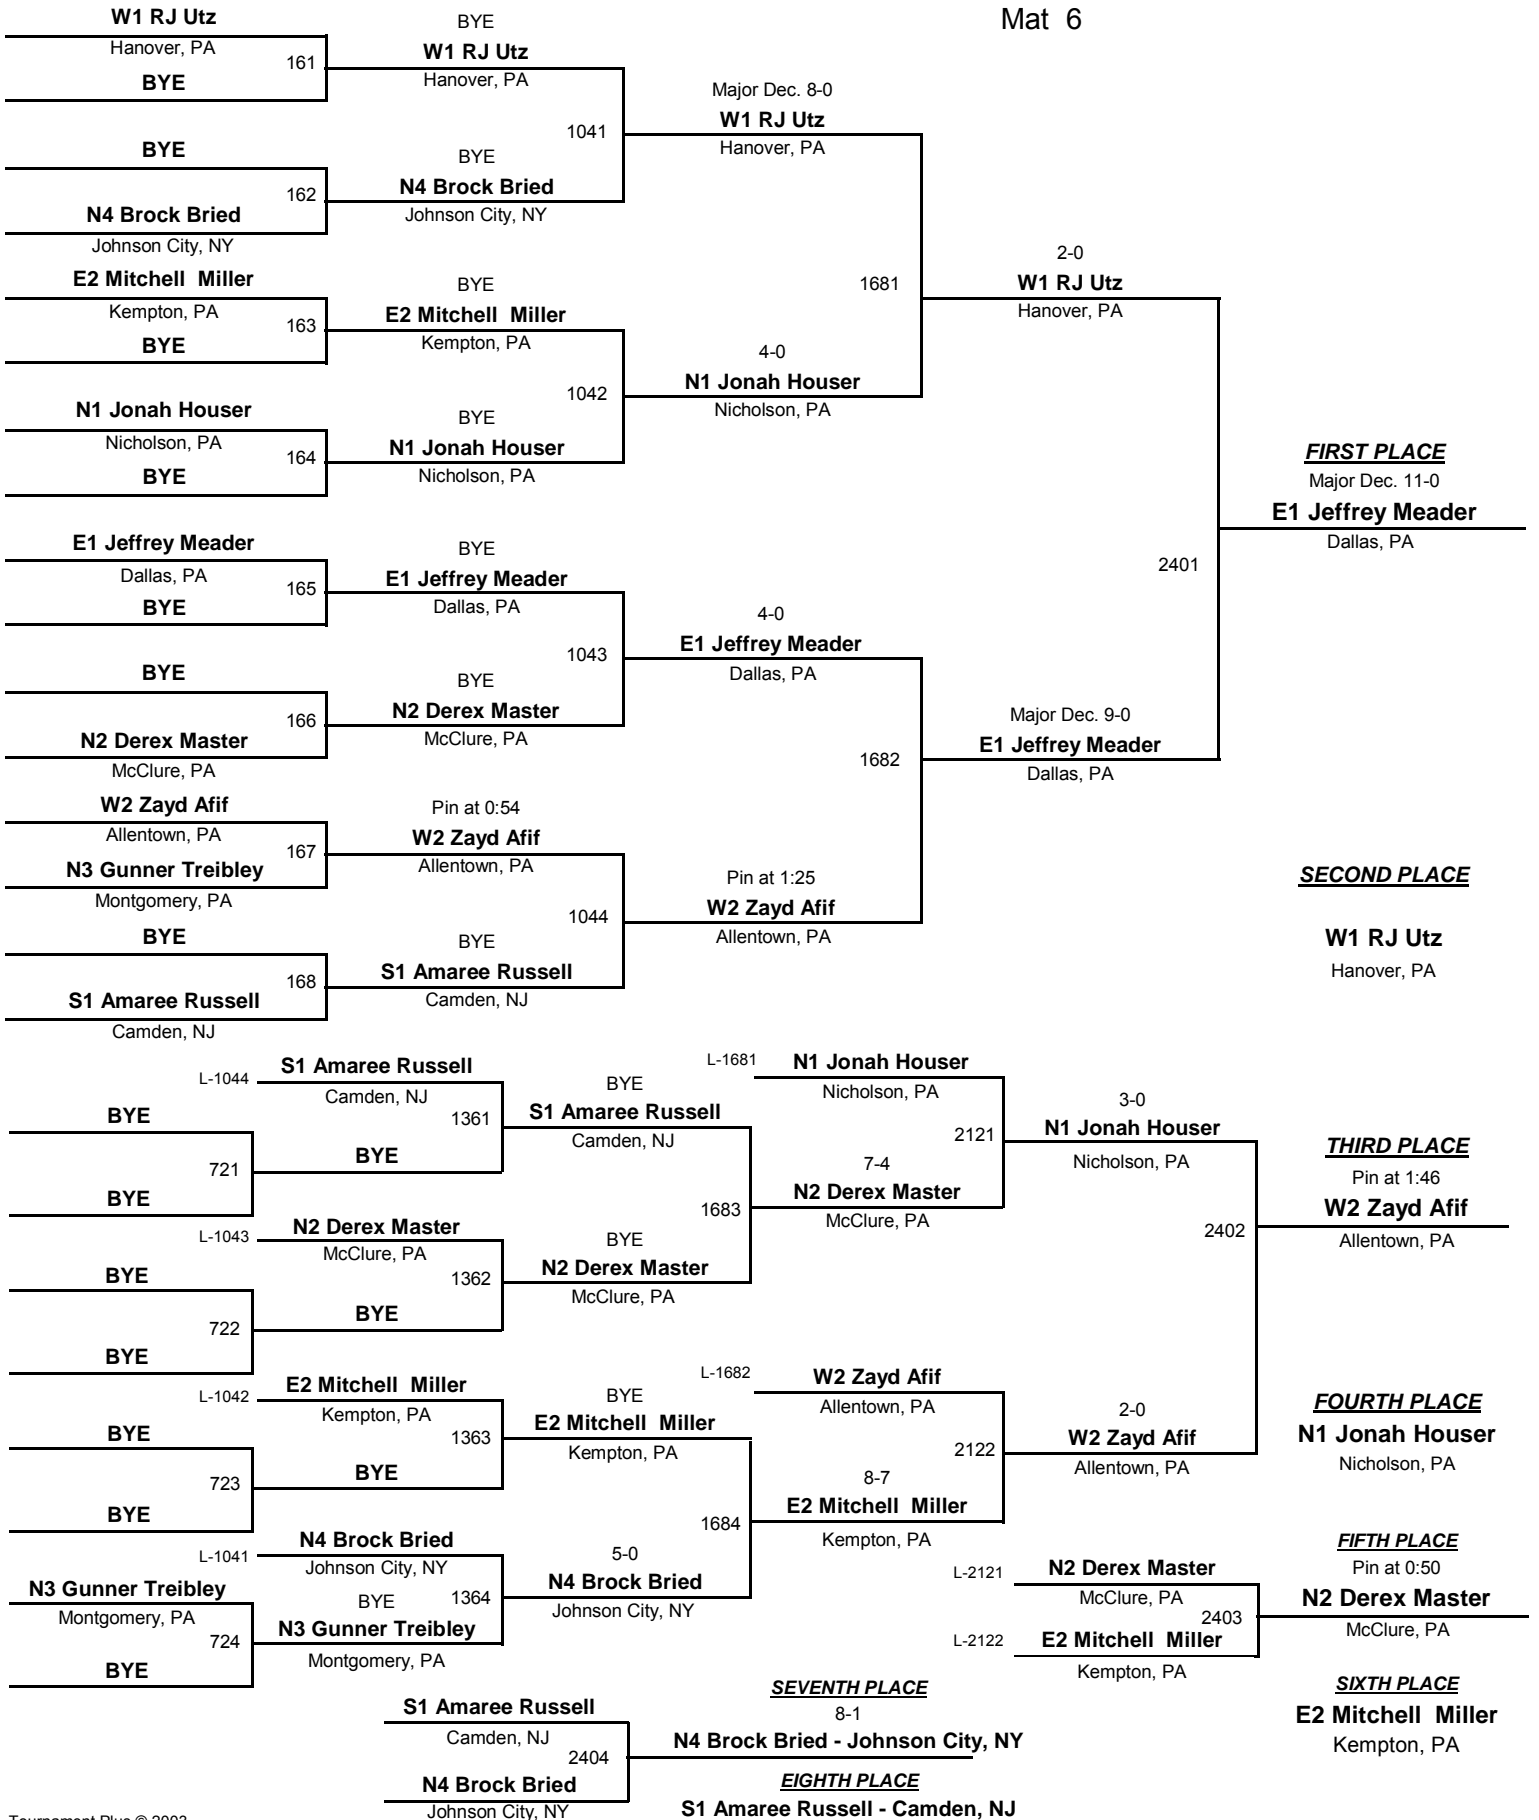 Mat 6
W1 RJ Utz
Hanover, PA
161
BYE
BYE
162
N4 Brock Bried
Johnson City, NY
E2 Mitchell Miller
Kempton, PA
163
BYE
N1 Jonah Houser
Nicholson, PA
164
BYE
E1 Jeffrey Meader
Dallas, PA
165
BYE
BYE
166
N2 Derex Master
McClure, PA
W2 Zayd Afif
Allentown, PA
167
N3 Gunner Treibley
Montgomery, PA
BYE
168
S1 Amaree Russell
Camden, NJ
BYE
W1 RJ Utz
Hanover, PA
1041
BYE
N4 Brock Bried
Johnson City, NY
BYE
E2 Mitchell Miller
Kempton, PA
1042
BYE
N1 Jonah Houser
Nicholson, PA
BYE
E1 Jeffrey Meader
Dallas, PA
1043
BYE
N2 Derex Master
McClure, PA
Pin at 0:54
W2 Zayd Afif
Allentown, PA
1044
BYE
S1 Amaree Russell
Camden, NJ
Major Dec. 8-0
W1 RJ Utz
Hanover, PA
1681
4-0
N1 Jonah Houser
Nicholson, PA
4-0
E1 Jeffrey Meader
Dallas, PA
1682
Pin at 1:25
W2 Zayd Afif
Allentown, PA
2-0
W1 RJ Utz
Hanover, PA
2401
Major Dec. 9-0
E1 Jeffrey Meader
Dallas, PA
FIRST PLACE
Major Dec. 11-0
E1 Jeffrey Meader
Dallas, PA
SECOND PLACE
W1 RJ Utz
Hanover, PA
BYE
721
BYE
BYE
722
BYE
BYE
723
BYE
N3 Gunner Treibley
Montgomery, PA
724
BYE
L-1044
S1 Amaree Russell
Camden, NJ
1361
BYE
L-1043
N2 Derex Master
McClure, PA
1362
BYE
L-1042
E2 Mitchell Miller
Kempton, PA
1363
BYE
L-1041
N4 Brock Bried
Johnson City, NY
BYE
1364
N3 Gunner Treibley
Montgomery, PA
BYE
S1 Amaree Russell
Camden, NJ
1683
BYE
N2 Derex Master
McClure, PA
BYE
E2 Mitchell Miller
Kempton, PA
1684
5-0
N4 Brock Bried
Johnson City, NY
L-1681
N1 Jonah Houser
Nicholson, PA
2121
7-4
N2 Derex Master
McClure, PA
L-1682
W2 Zayd Afif
Allentown, PA
2122
8-7
E2 Mitchell Miller
Kempton, PA
3-0
N1 Jonah Houser
Nicholson, PA
2402
2-0
W2 Zayd Afif
Allentown, PA
THIRD PLACE
Pin at 1:46
W2 Zayd Afif
Allentown, PA
FOURTH PLACE
N1 Jonah Houser
Nicholson, PA
L-2121
N2 Derex Master
McClure, PA
2403
L-2122
E2 Mitchell Miller
Kempton, PA
FIFTH PLACE
Pin at 0:50
N2 Derex Master
McClure, PA
SIXTH PLACE
E2 Mitchell Miller
Kempton, PA
S1 Amaree Russell
Camden, NJ
2404
N4 Brock Bried
Johnson City, NY
SEVENTH PLACE
8-1
N4 Brock Bried - Johnson City, NY
EIGHTH PLACE
S1 Amaree Russell - Camden, NJ
Tournament Plus © 2003